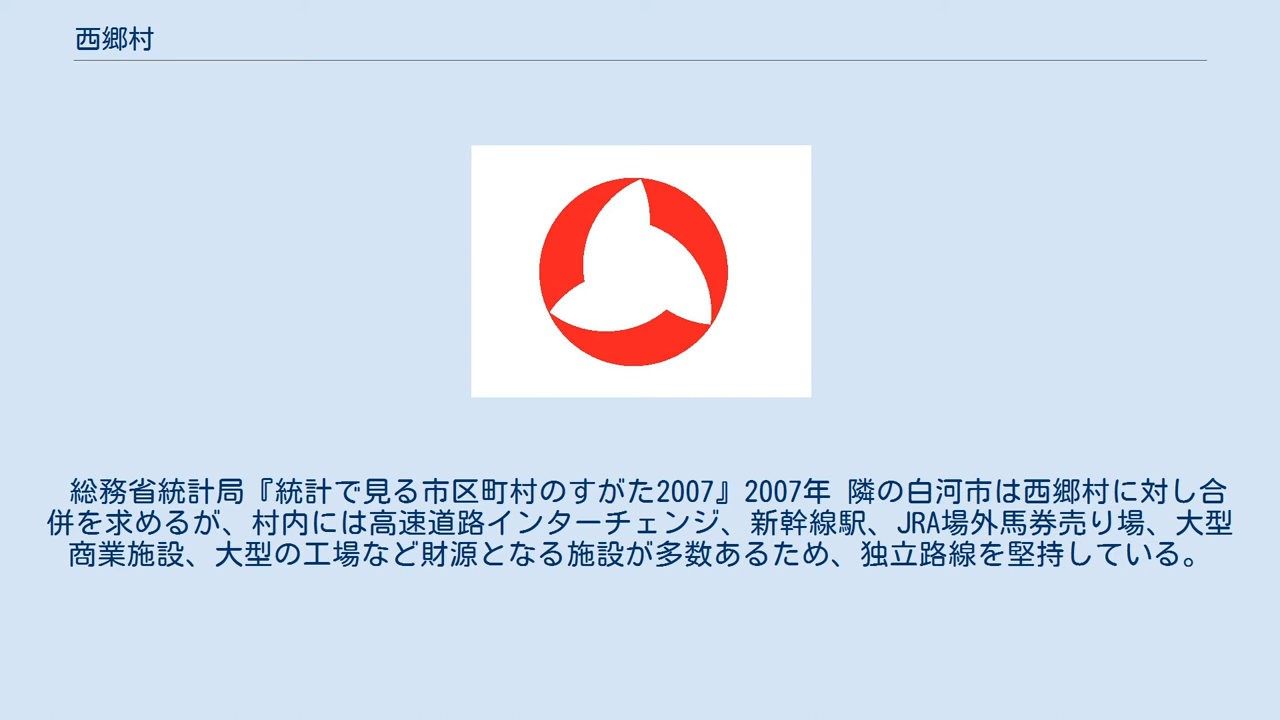 西郷村
総務省統計局『統計で見る市区町村のすがた2007』2007年 隣の白河市は西郷村に対し合
併を求めるが、村内には高速道路インターチェンジ、新幹線駅、JRA場外馬券売り場、大型
商業施設、大型の工場など財源となる施設が多数あるため、独立路線を堅持している。